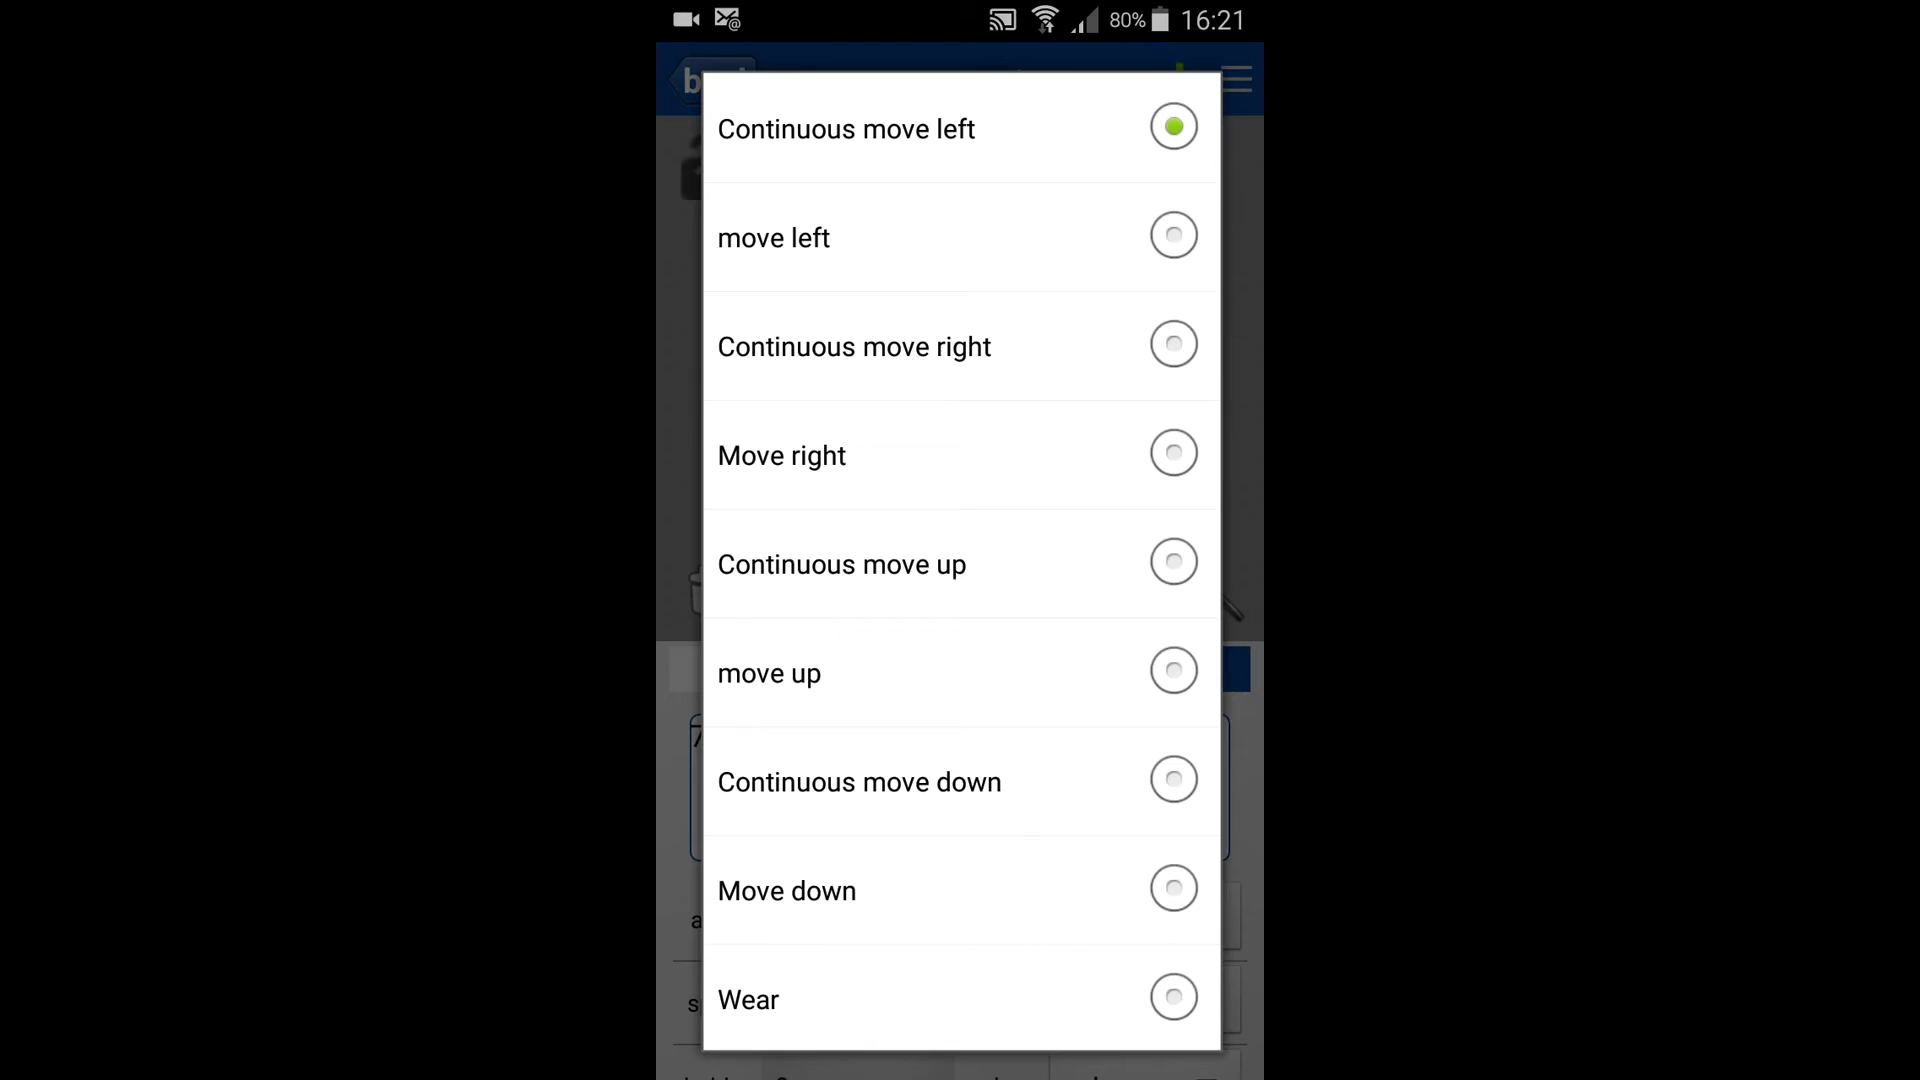 80% 16:21
Continuous move left
move left
Continuous move right
Move right
Continuous move up
move up
Continuous move down
Move down
Wear